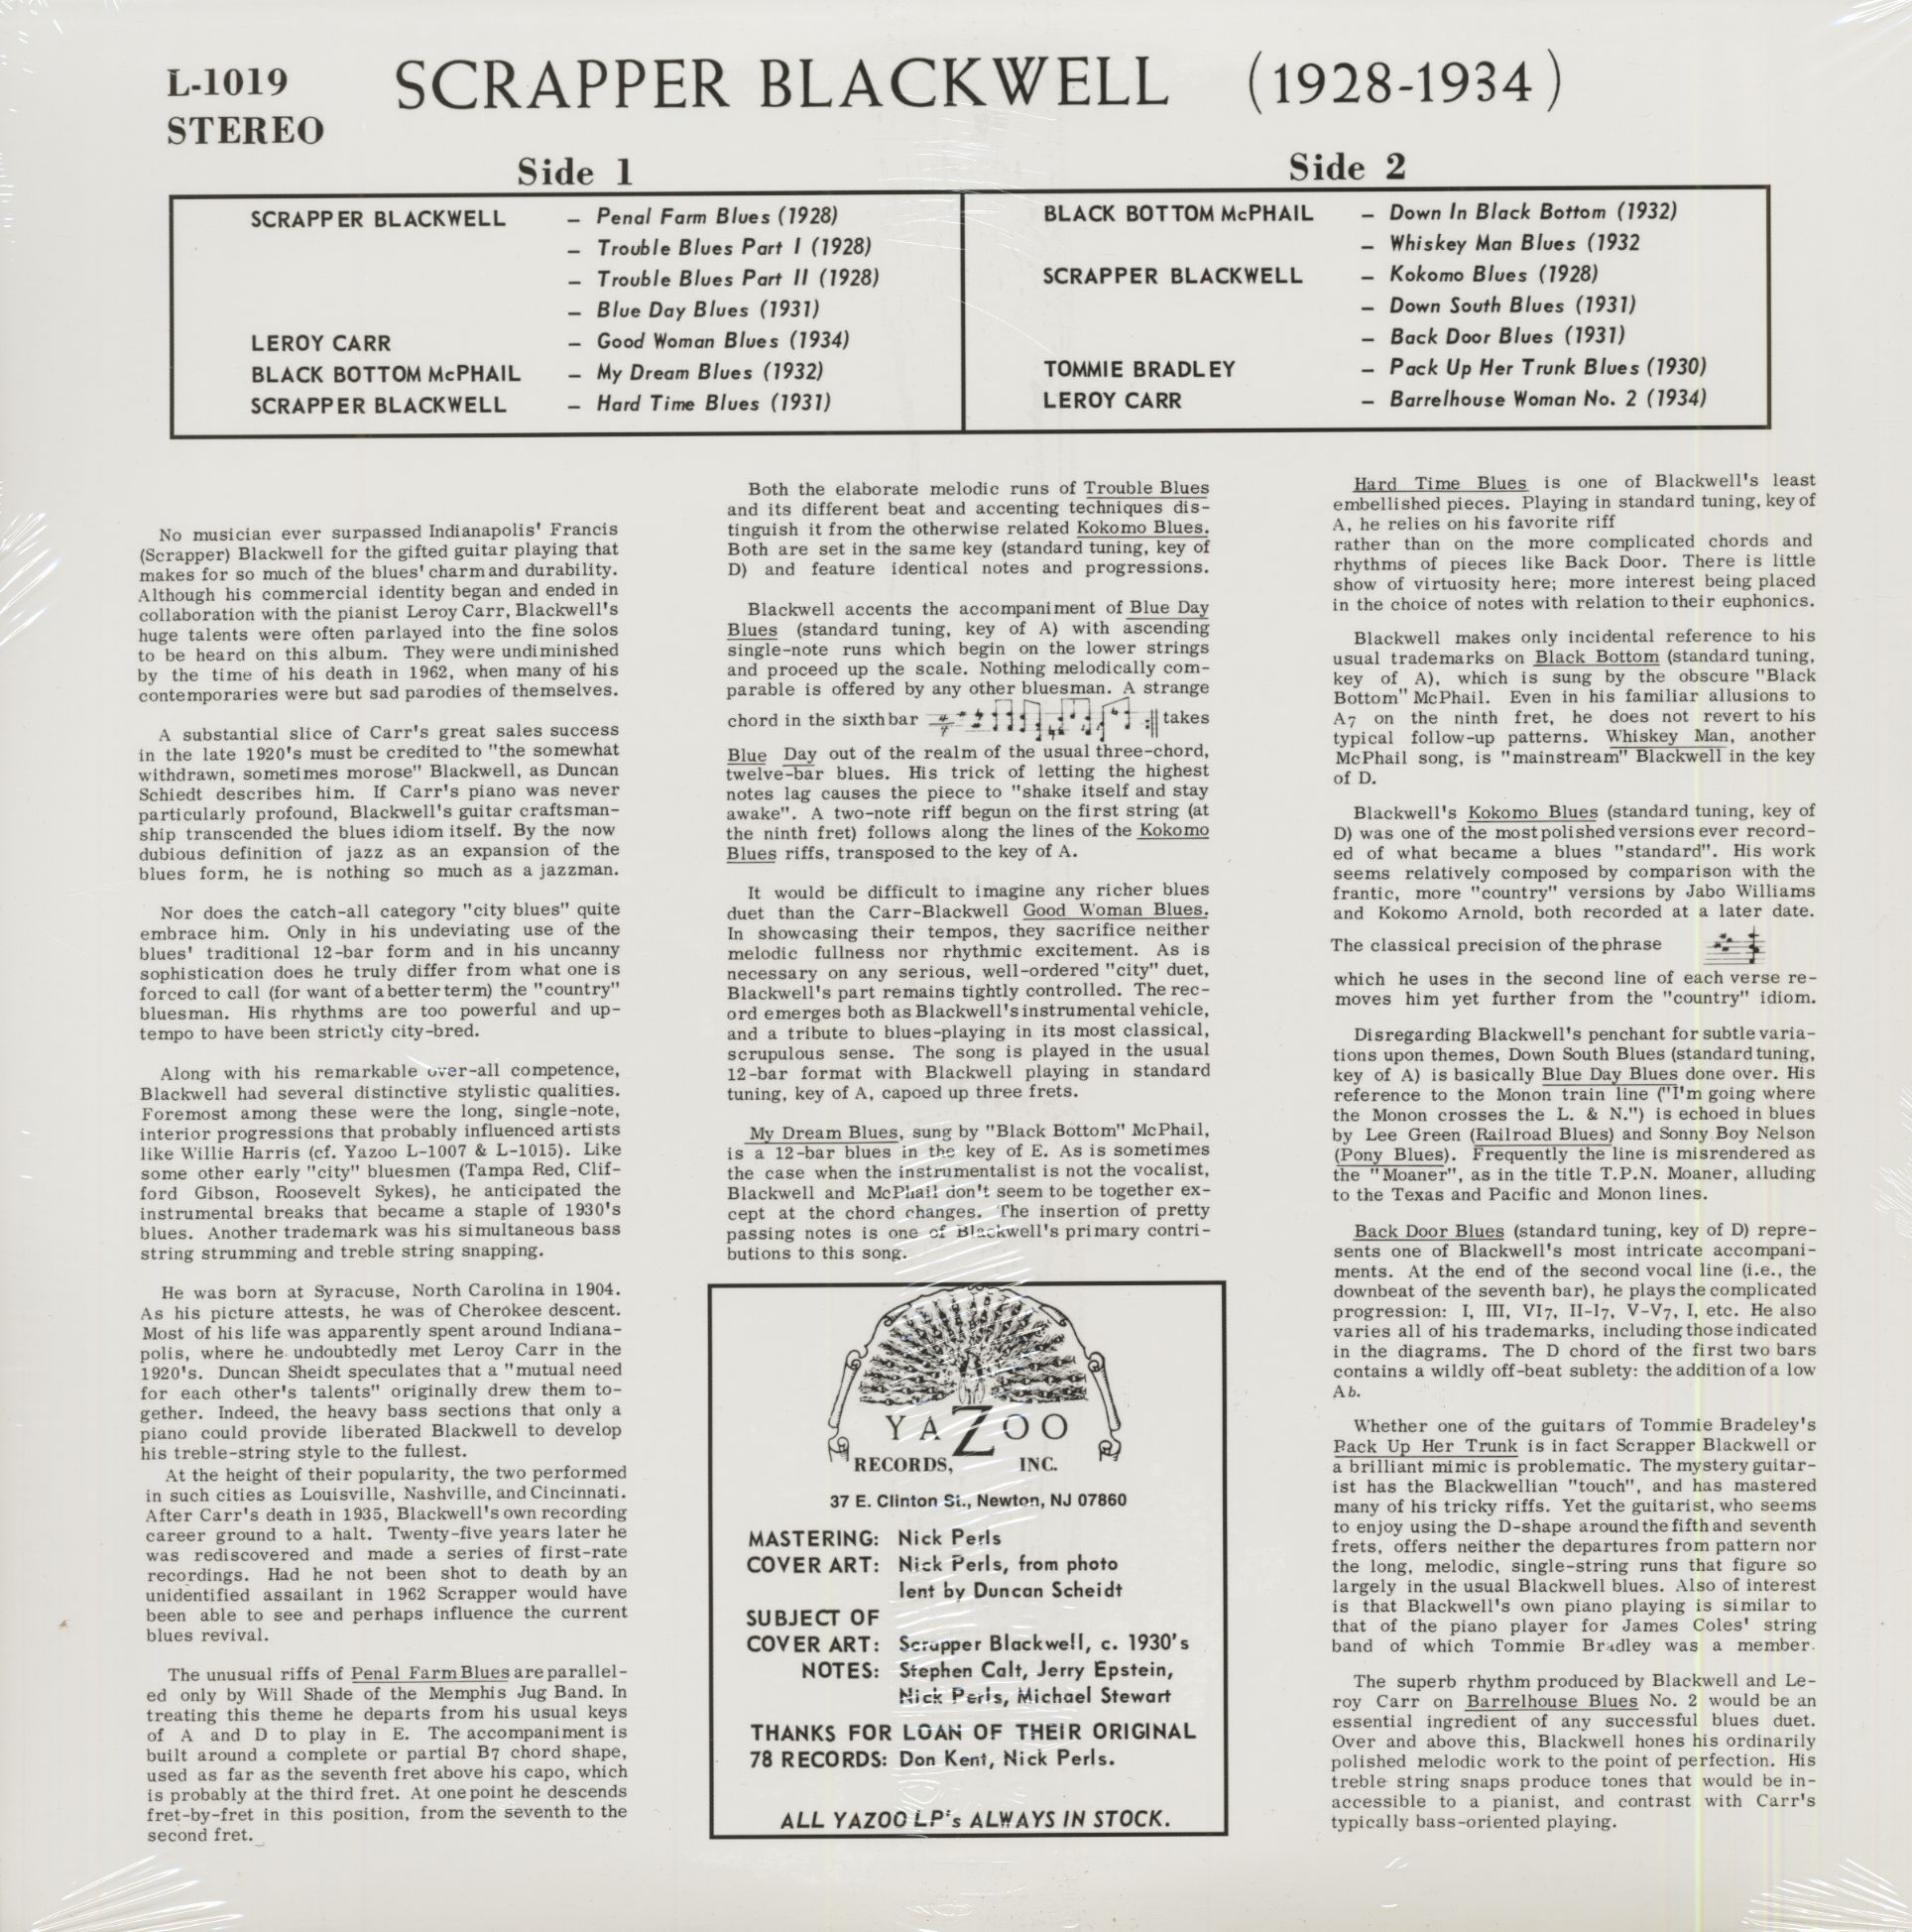 L-1019
STEREO
SCRAPPER BLACKWELL (1928-1934)
Side 1
SCRAPPER BLACKWELL – Penal Farm Blues (1928)
– Trouble Blues Part I (1928)
– Trouble Blues Part II (1928)
– Blue Day Blues (1931)
LEROY CARR – Good Woman Blues (1934)
BLACK BOTTOM McPHAIL – My Dream Blues (1932)
SCRAPPER BLACKWELL – Hard Time Blues (1931)
Side 2
BLACK BOTTOM McPHAIL – Down In Black Bottom (1932)
– Whiskey Man Blues (1932
SCRAPPER BLACKWELL – Kokomo Blues (1928)
– Down South Blues (1931)
– Back Door Blues (1931)
TOMMIE BRADLEY – Pack Up Her Trunk Blues (1930)
LEROY CARR – Barrelhouse Woman No. 2 (1934)
No musician ever surpassed Indianapolis' Francis
(Scrapper) Blackwell for the gifted guitar playing that
makes for so much of the blues' charm and durability.
Although his commercial identity began and ended in
collaboration with the pianist Leroy Carr, Blackwell's
huge talents were often parlayed into the fine solos
to be heard on this album. They were undiminished
by the time of his death in 1962, when many of his
contemporaries were but sad parodies of themselves.
A substantial slice of Carr's great sales success
in the late 1920's must be credited to "the somewhat
withdrawn, sometimes morose" Blackwell, as Duncan
Schiedt describes him. If Carr's piano was never
particularly profound, Blackwell's guitar craftsman-
ship transcended the blues idiom itself. By the now
dubious definition of jazz as an expansion of the
blues form, he is nothing so much as a jazzman.
Nor does the catch-all category "city blues" quite
embrace him. Only in his undeviating use of the
blues' traditional 12-bar form and in his uncanny
sophistication does he truly differ from what one is
forced to call (for want of a better term) the "country"
bluesman. His rhythms are too powerful and up-
tempo to have been strictly city-bred.
Along with his remarkable over-all competence,
Blackwell had several distinctive stylistic qualities.
Foremost among these were the long, single-note,
interior progressions that probably influenced artists
like Willie Harris (cf. Yazoo L-1007 & L-1015). Like
some other early "city" bluesmen (Tampa Red, Clif-
ford Gibson, Roosevelt Sykes), he anticipated the
instrumental breaks that became a staple of 1930's
blues. Another trademark was his simultaneous bass
string strumming and treble string snapping.
He was born at Syracuse, North Carolina in 1904.
As his picture attests, he was of Cherokee descent.
Most of his life was apparently spent around Indiana-
polis, where he undoubtedly met Leroy Carr in the
1920's. Duncan Sheidt speculates that a "mutual need
for each other's talents" originally drew them to-
gether. Indeed, the heavy bass sections that only a
piano could provide liberated Blackwell to develop
his treble-string style to the fullest.
At the height of their popularity, the two performed
in such cities as Louisville, Nashville, and Cincinnati.
After Carr's death in 1935, Blackwell's own recording
career ground to a halt. Twenty-five years later he
was rediscovered and made a series of first-rate
recordings. Had he not been shot to death by an
unidentified assailant in 1962 Scrapper would have
been able to see and perhaps influence the current
blues revival.
The unusual riffs of Penal Farm Blues are parallel-
ed only by Will Shade of the Memphis Jug Band. In
treating this theme he departs from his usual keys
of A and D to play in E. The accompaniment is
built around a complete or partial B7 chord shape,
used as far as the seventh fret above his capo, which
is probably at the third fret. At one point he descends
fret-by-fret in this position, from the seventh to the
second fret.
Both the elaborate melodic runs of Trouble Blues
and its different beat and accenting techniques dis-
tinguish it from the otherwise related Kokomo Blues.
Both are set in the same key (standard tuning, key of
D) and feature identical notes and progressions.
Blackwell accents the accompaniment of Blue Day
Blues (standard tuning, key of A) with ascending
single-note runs which begin on the lower strings
and proceed up the scale. Nothing melodically com-
parable is offered by any other bluesman. A strange
chord in the sixth bar takes
Blue Day out of the realm of the usual three-chord,
twelve-bar blues. His trick of letting the highest
notes lag causes the piece to "shake itself and stay
awake". A two-note riff begun on the first string (at
the ninth fret) follows along the lines of the Kokomo
Blues riffs, transposed to the key of A.
It would be difficult to imagine any richer blues
duet than the Carr-Blackwell Good Woman Blues.
In showcasing their tempos, they sacrifice neither
melodic fullness nor rhythmic excitement. As is
necessary on any serious, well-ordered "city" duet,
Blackwell's part remains tightly controlled. The rec-
ord emerges both as Blackwell's instrumental vehicle,
and a tribute to blues-playing in its most classical,
scrupulous sense. The song is played in the usual
12-bar format with Blackwell playing in standard
tuning, key of A, capoed up three frets.
My Dream Blues, sung by "Black Bottom" McPhail,
is a 12-bar blues in the key of E. As is sometimes
the case when the instrumentalist is not the vocalist,
Blackwell and McPhail don't seem to be together ex-
cept at the chord changes. The insertion of pretty
passing notes is one of Blackwell's primary contri-
butions to this song.
YAZOO
RECORDS, INC.
37 E. Clinton St., Newton, NJ 07860
MASTERING: Nick Perls
COVER ART: Nick Perls, from photo
lent by Duncan Scheidt
SUBJECT OF
COVER ART: Scrapper Blackwell, c. 1930's
NOTES: Stephen Calt, Jerry Epstein,
Nick Perls, Michael Stewart
THANKS FOR LOAN OF THEIR ORIGINAL
78 RECORDS: Don Kent, Nick Perls.
ALL YAZOO LP's ALWAYS IN STOCK.
Hard Time Blues is one of Blackwell's least
embellished pieces. Playing in standard tuning, key of
A, he relies on his favorite riff
rather than on the more complicated chords and
rhythms of pieces like Back Door. There is little
show of virtuosity here; more interest being placed
in the choice of notes with relation to their euphonics.
Blackwell makes only incidental reference to his
usual trademarks on Black Bottom (standard tuning,
key of A), which is sung by the obscure "Black
Bottom" McPhail. Even in his familiar allusions to
A7 on the ninth fret, he does not revert to his
typical follow-up patterns. Whiskey Man, another
McPhail song, is "mainstream" Blackwell in the key
of D.
Blackwell's Kokomo Blues (standard tuning, key of
D) was one of the most polished versions ever record-
ed of what became a blues "standard". His work
seems relatively composed by comparison with the
frantic, more "country" versions by Jabo Williams
and Kokomo Arnold, both recorded at a later date.
The classical precision of the phrase
which he uses in the second line of each verse re-
moves him yet further from the "country" idiom.
Disregarding Blackwell's penchant for subtle varia-
tions upon themes, Down South Blues (standard tuning,
key of A) is basically Blue Day Blues done over. His
reference to the Monon train line ("I'm going where
the Monon crosses the L. & N.") is echoed in blues
by Lee Green (Railroad Blues) and Sonny Boy Nelson
(Pony Blues). Frequently the line is misrendered as
the "Moaner", as in the title T.P.N. Moaner, alluding
to the Texas and Pacific and Monon lines.
Back Door Blues (standard tuning, key of D) repre-
sents one of Blackwell's most intricate accompani-
ments. At the end of the second vocal line (i.e., the
downbeat of the seventh bar), he plays the complicated
progression: I, III, VI7, II-I7, V-V7, I, etc. He also
varies all of his trademarks, including those indicated
in the diagrams. The D chord of the first two bars
contains a wildly off-beat sublety: the addition of a low
Ab.
Whether one of the guitars of Tommie Bradeley's
Pack Up Her Trunk is in fact Scrapper Blackwell or
a brilliant mimic is problematic. The mystery guitar-
ist has the Blackwellian "touch", and has mastered
many of his tricky riffs. Yet the guitarist, who seems
to enjoy using the D-shape around the fifth and seventh
frets, offers neither the departures from pattern nor
the long, melodic, single-string runs that figure so
largely in the usual Blackwell blues. Also of interest
is that Blackwell's own piano playing is similar to
that of the piano player for James Coles' string
band of which Tommie Bradley was a member.
The superb rhythm produced by Blackwell and Le-
roy Carr on Barrelhouse Blues No. 2 would be an
essential ingredient of any successful blues duet.
Over and above this, Blackwell hones his ordinarily
polished melodic work to the point of perfection. His
treble string snaps produce tones that would be in-
accessible to a pianist, and contrast with Carr's
typically bass-oriented playing.